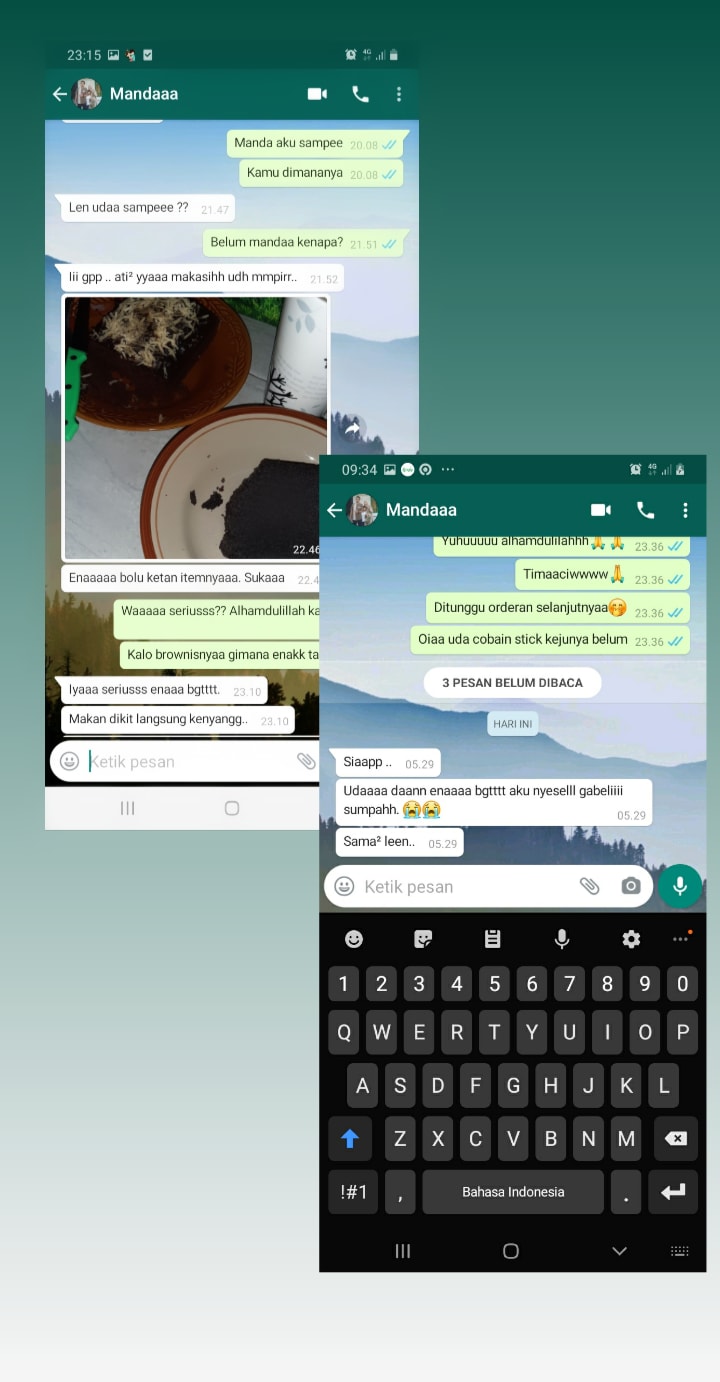 23:15
Mandaaa
Manda aku sampee 20.08
Kamu dimananya 20.08
Len udaa sampeee ?? 21.47
Belum mandaa kenapa? 21.51
Iii gpp .. ati² yyaaa makasihh udh mmpirr.. 21.52
22.46
Enaaaaa bolu ketan itemnyaaa. Sukaaa 22.4
Waaaaa seriusss?? Alhamdulillah ka
Kalo brownisnyaa gimana enakk ta
Iyaaa seriusss enaaa bgtttt. 23.10
Makan dikit langsung kenyangg.. 23.10
Ketik pesan
09:34
4G
Mandaaa
Yuhuuuuu alhamdulilahhh🙏🙏 23.36
Timaaciwwww🙏 23.36
Ditunggu orderan selanjutnyaa🤭 23.36
Oiaa uda cobain stick kejunya belum 23.36
3 PESAN BELUM DIBACA
HARI INI
Siaapp .. 05.29
Udaaaa daann enaaaa bgtttt aku nyeselll gabeliiii
sumpahh. 😭😭 05.29
Sama² leen.. 05.29
Ketik pesan
1 2 3 4 5 6 7 8 9 0
Q W E R T Y U I O P
A S D F G H J K L
Z X C V B N M
!#1 , Bahasa Indonesia .